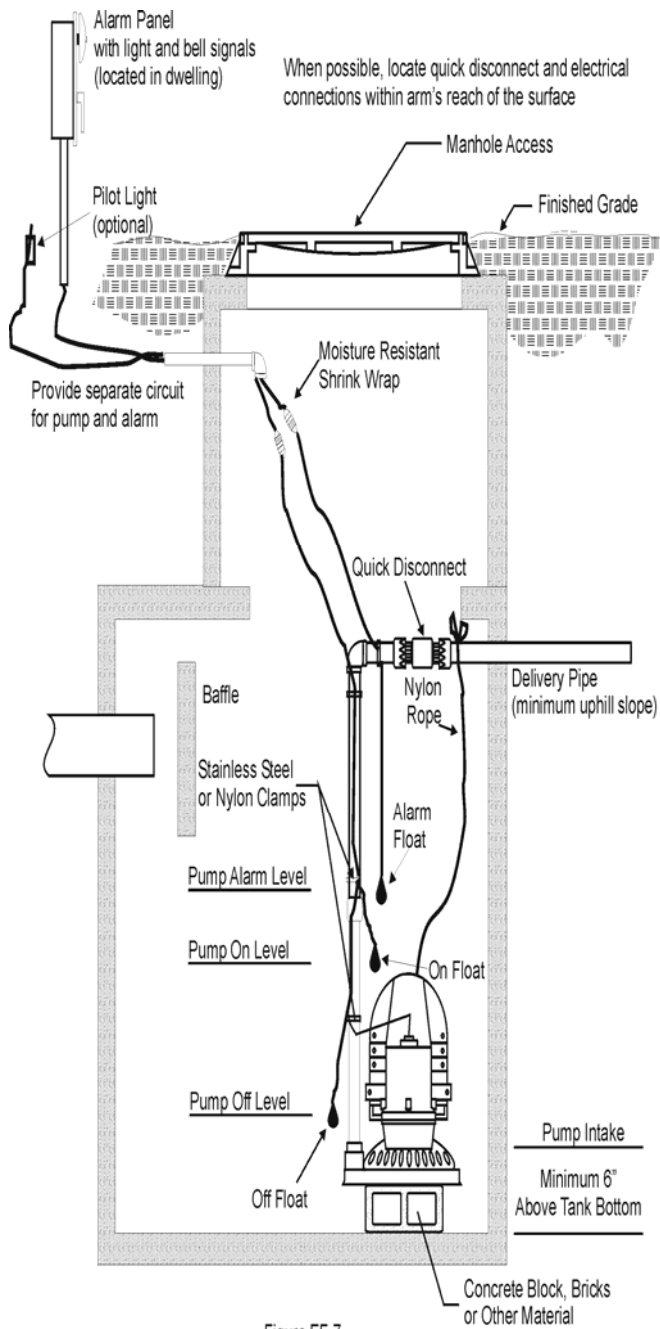 Alarm Panel
with light and bell signals
(located in dwelling)
When possible, locate quick disconnect and electrical
connections within arm's reach of the surface
Manhole Access
Pilot Light
(optional)
Finished Grade
Moisture Resistant
Shrink Wrap
Provide separate circuit
for pump and alarm
Quick Disconnect
Baffle
Nylon
Rope
Delivery Pipe
(minimum uphill slope)
Stainless Steel
or Nylon Clamps
Alarm
Float
Pump Alarm Level
Pump On Level
On Float
Pump Off Level
Off Float
Pump Intake
Minimum 6"
Above Tank Bottom
Concrete Block, Bricks
or Other Material